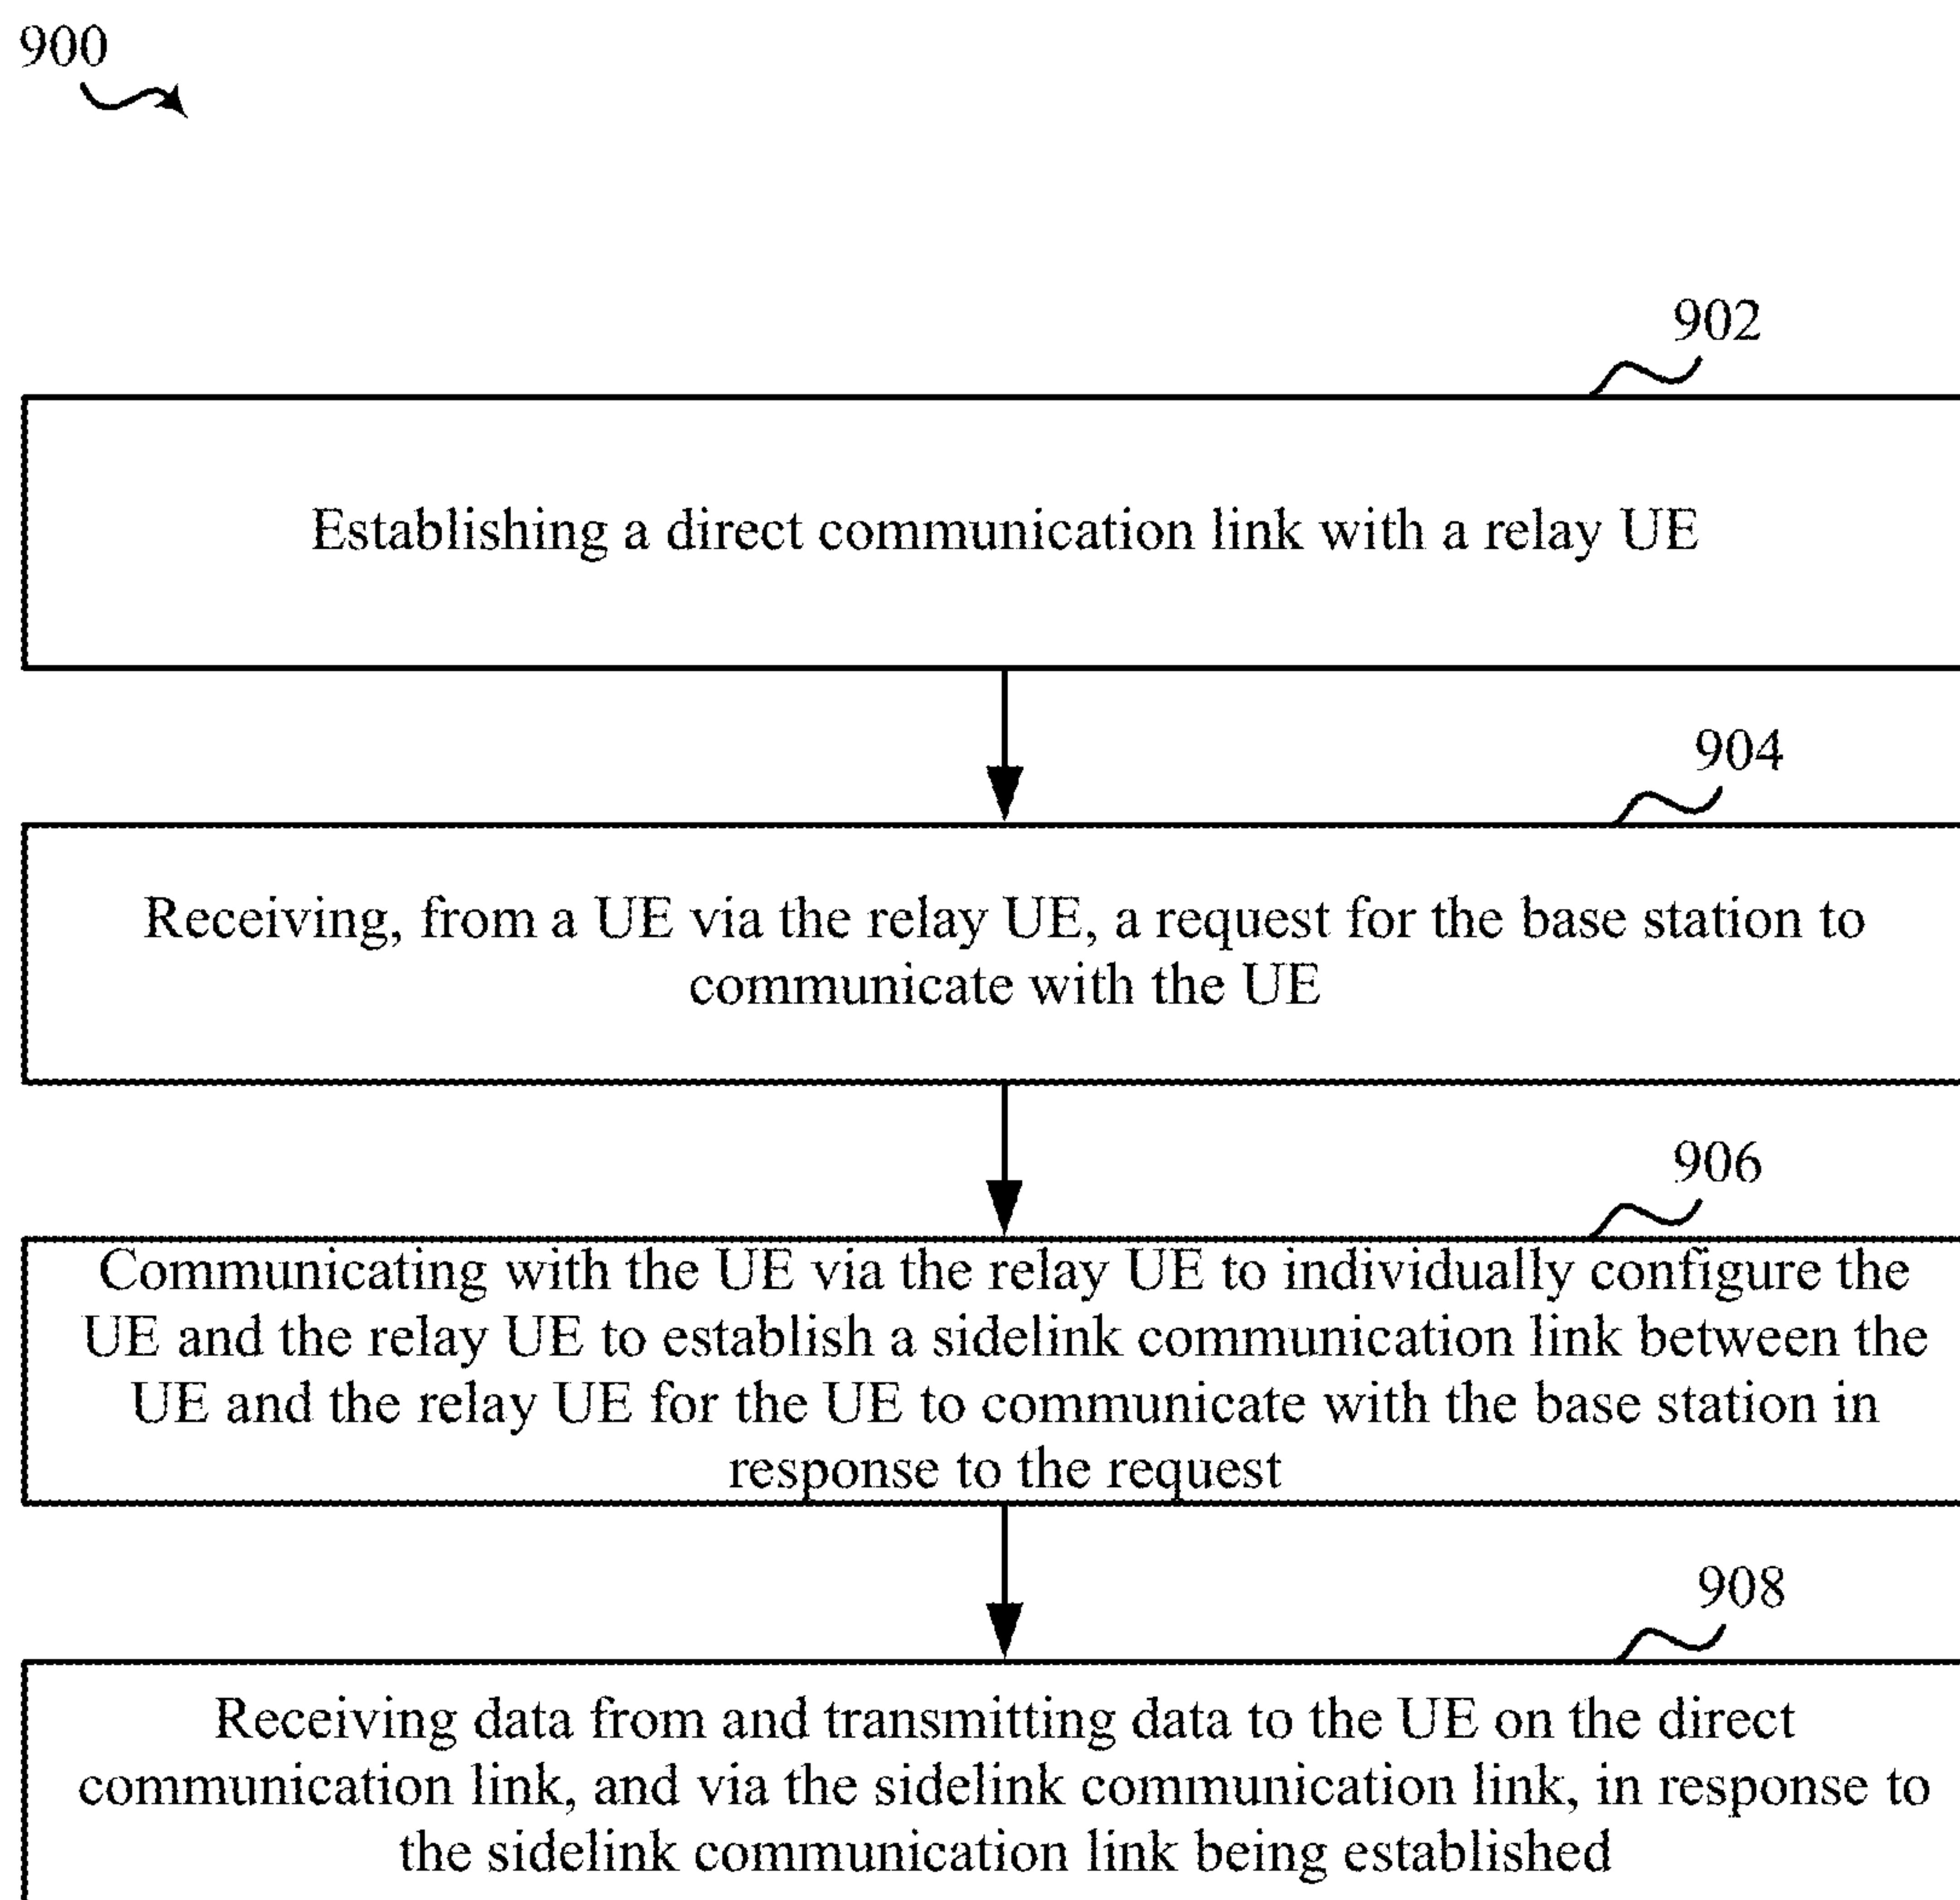 900
902
Establishing a direct communication link with a relay UE
904
Receiving, from a UE via the relay UE, a request for the base station to
communicate with the UE
906
Communicating with the UE via the relay UE to individually configure the
UE and the relay UE to establish a sidelink communication link between the
UE and the relay UE for the UE to communicate with the base station in
response to the request
908
Receiving data from and transmitting data to the UE on the direct
communication link, and via the sidelink communication link, in response to
the sidelink communication link being established